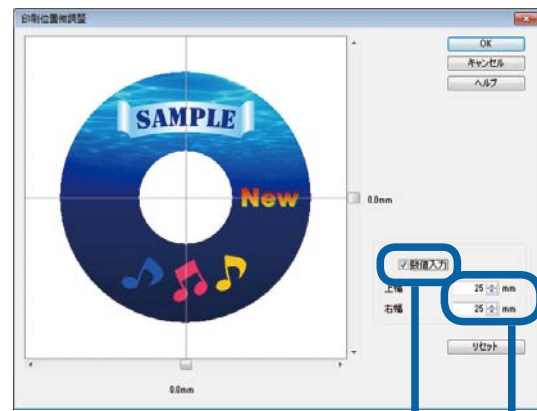 印刷位置微調整
OK
キャンセル
ヘルプ
SAMPLE
New
0.0mm
☑数値入力
上幅 25 mm
右幅 25 mm
リセット
0.0mm